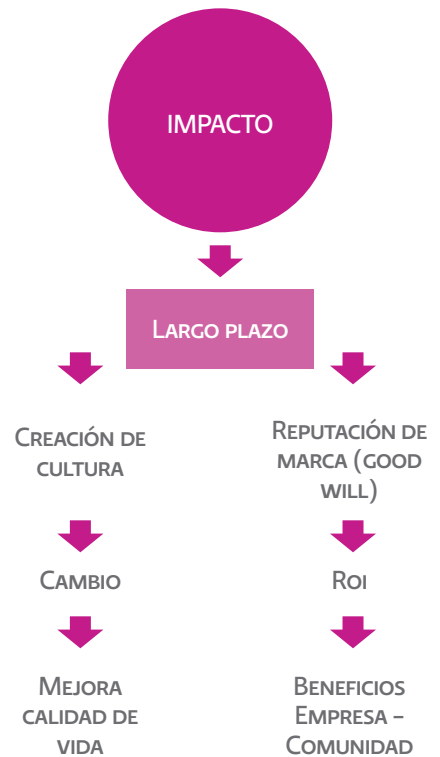 IMPACTO
Largo plazo
Creación de
cultura
Cambio
Mejora
calidad de
vida
Reputación de
marca (good
will)
Roi
Beneficios
Empresa –
Comunidad